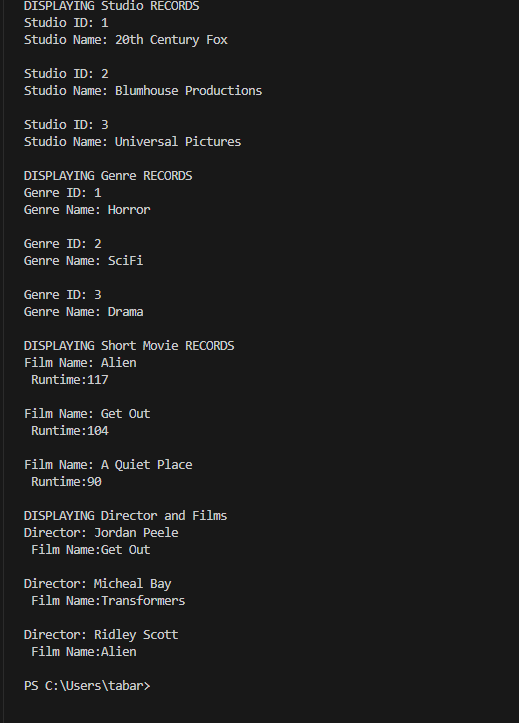 DISPLAYING Studio RECORDS
Studio ID: 1
Studio Name: 20th Century Fox
Studio ID: 2
Studio Name: Blumhouse Productions
Studio ID: 3
Studio Name: Universal Pictures
DISPLAYING Genre RECORDS
Genre ID: 1
Genre Name: Horror
Genre ID: 2
Genre Name: SciFi
Genre ID: 3
Genre Name: Drama
DISPLAYING Short Movie RECORDS
Film Name: Alien
Runtime:117
Film Name: Get Out
Runtime:104
Film Name: A Quiet Place
Runtime:90
DISPLAYING Director and Films
Director: Jordan Peele
Film Name:Get Out
Director: Micheal Bay
Film Name:Transformers
Director: Ridley Scott
Film Name:Alien
PS C:\Users\tabar>